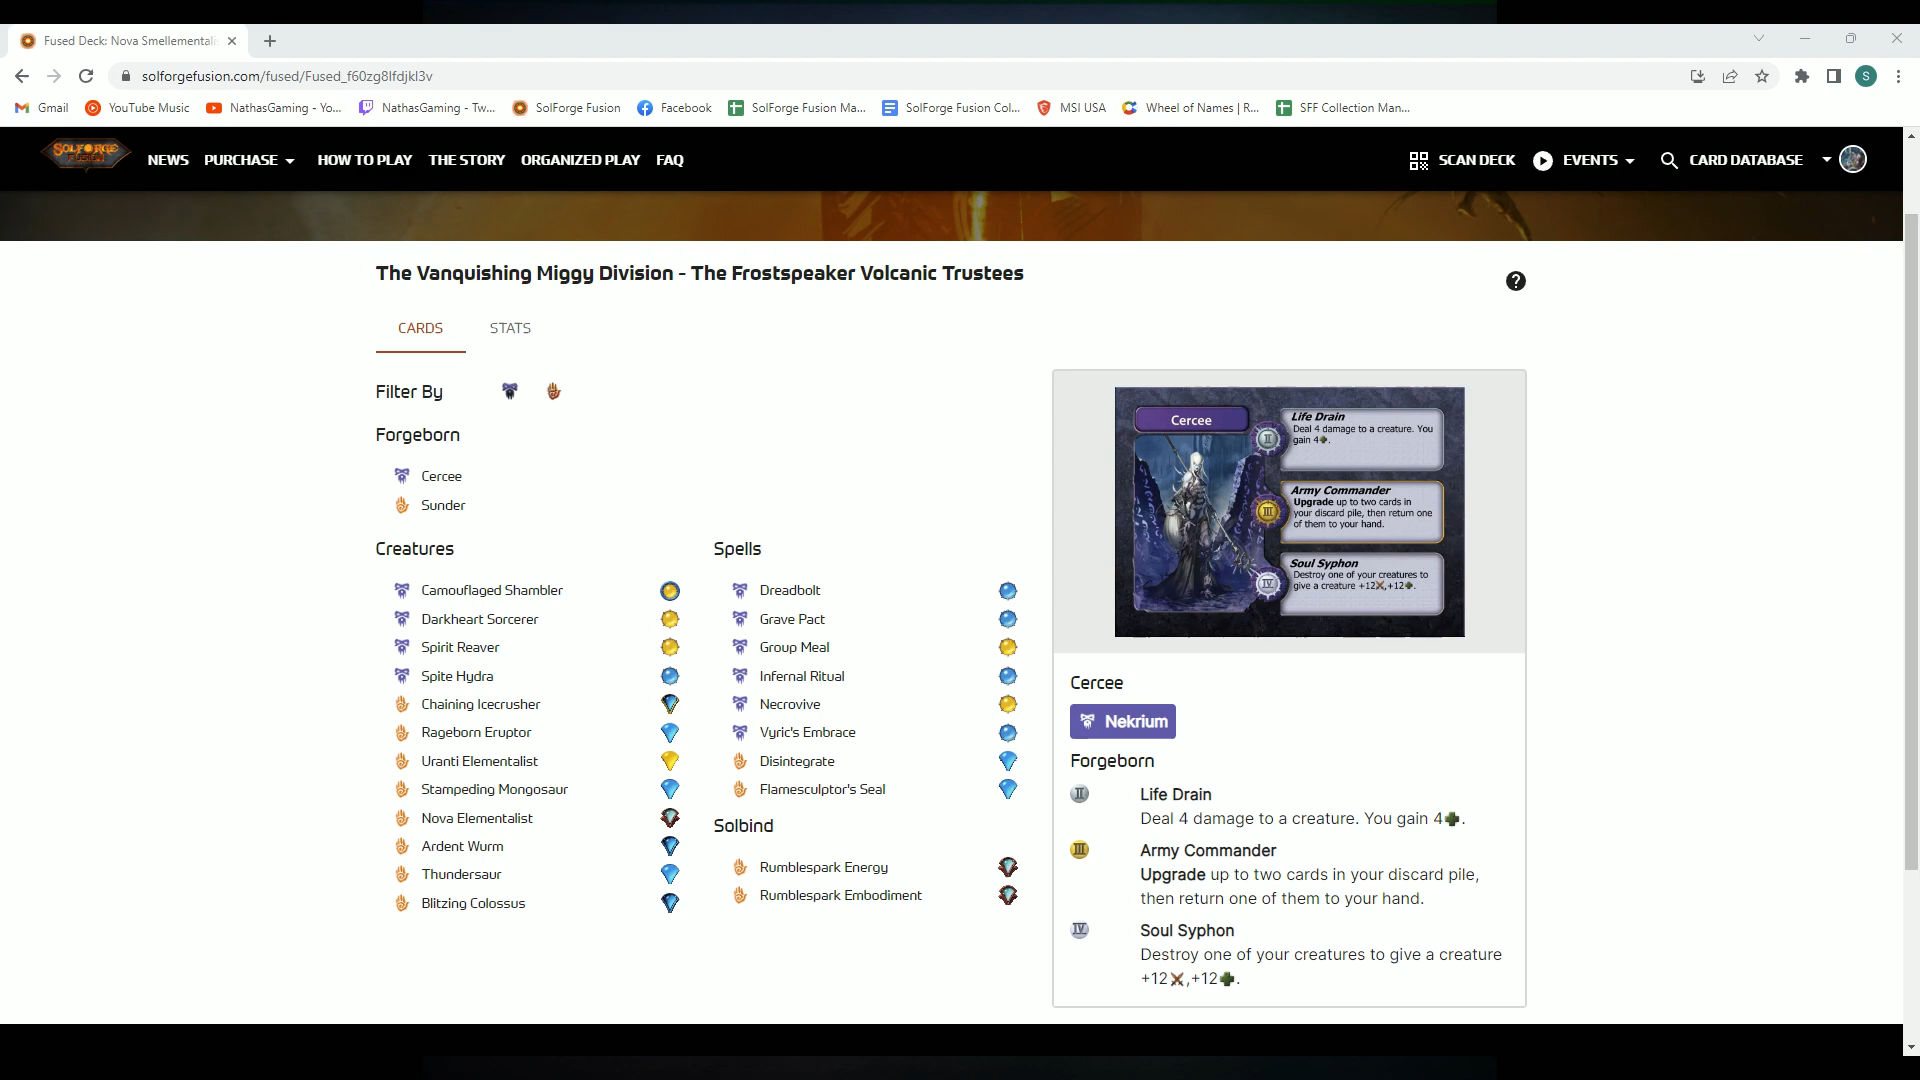 Fused Deck: Nova Smellementali
solforgefusion.com/fused/Fused_f60zg8lfdjkl3v
S
Gmail
YouTube Music
NathasGaming - Yo...
NathasGaming - Tw...
SolForge Fusion
Facebook
SolForge Fusion Ma...
SolForge Fusion Col...
MSI USA
Wheel of Names | R...
SFF Collection Man...
SOLFORGE
FUSION
NEWS
PURCHASE
HOW TO PLAY
THE STORY
ORGANIZED PLAY
FAQ
SCAN DECK
EVENTS
CARD DATABASE
The Vanquishing Miggy Division - The Frostspeaker Volcanic Trustees
?
CARDS
STATS
Filter By
Forgeborn
Cercee
Sunder
Creatures
Camouflaged Shambler
Darkheart Sorcerer
Spirit Reaver
Spite Hydra
Chaining Icecrusher
Rageborn Eruptor
Uranti Elementalist
Stampeding Mongosaur
Nova Elementalist
Ardent Wurm
Thundersaur
Blitzing Colossus
Spells
Dreadbolt
Grave Pact
Group Meal
Infernal Ritual
Necrovive
Vyric's Embrace
Disintegrate
Flamesculptor's Seal
Solbind
Rumblespark Energy
Rumblespark Embodiment
Cercee
II
Life Drain
Deal 4 damage to a creature. You
gain 4.
III
Army Commander
Upgrade up to two cards in
your discard pile, then return one
of them to your hand.
IV
Soul Syphon
Destroy one of your creatures to
give a creature +12,+12.
Cercee
Nekrium
Forgeborn
II
Life Drain
Deal 4 damage to a creature. You gain 4.
III
Army Commander
Upgrade up to two cards in your discard pile,
then return one of them to your hand.
IV
Soul Syphon
Destroy one of your creatures to give a creature
+12,+12.